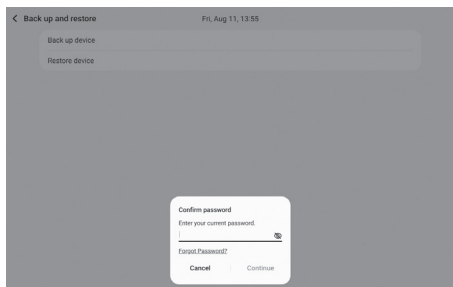 Back up and restore
Fri, Aug 11, 13:55
Back up device
Restore device
Confirm password
Enter your current password.
Forgot Password?
Cancel
Continue